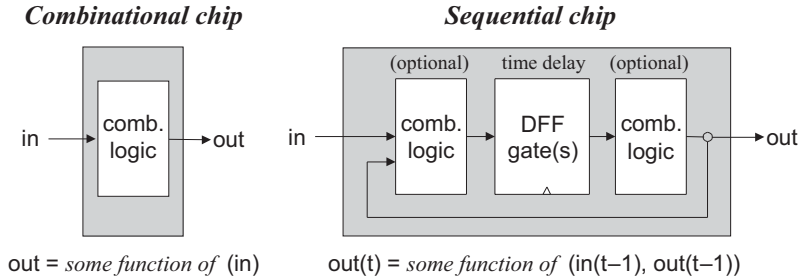 Combinational chip
in
comb.
logic
out
out = some function of (in)
Sequential chip
(optional)
time delay
(optional)
in
comb.
logic
DFF
gate(s)
comb.
logic
out
out(t) = some function of (in(t–1), out(t–1))